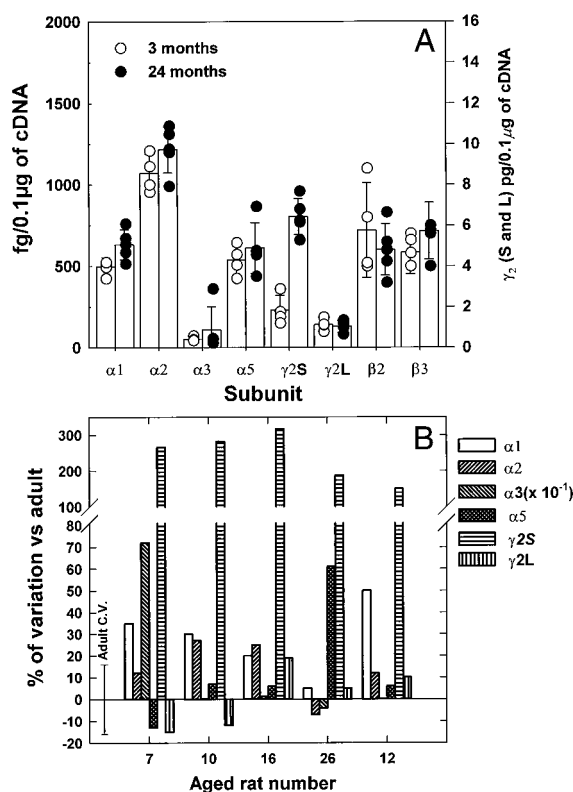 A
2000
1500
1000
500
0
fg/0.1µg of cDNA
3 months
24 months
16
14
12
10
8
6
4
2
0
γ2 (S and L) pg/0.1µg of cDNA
α1 α2 α3 α5 γ2S γ2L β2 β3
Subunit
B
300
200
100
80
70
60
50
40
30
20
10
0
-10
-20
% of variation vs adult
Adult C.V.
7 10 16 26 12
Aged rat number
α1
α2
α3(x 10⁻¹)
α5
γ2S
γ2L